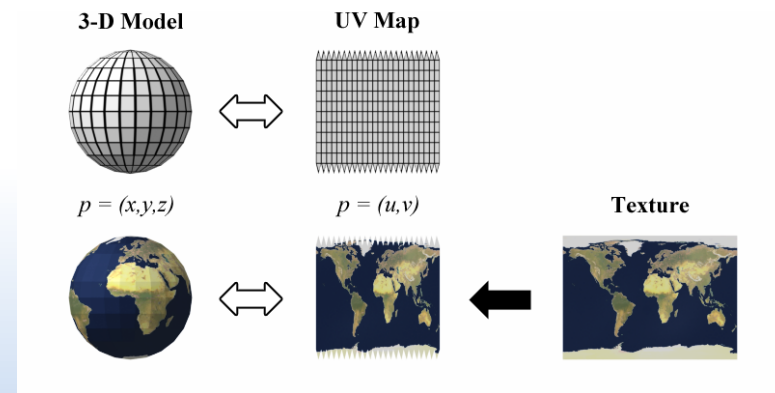 3-D Model
UV Map
p = (x,y,z)
p = (u,v)
Texture